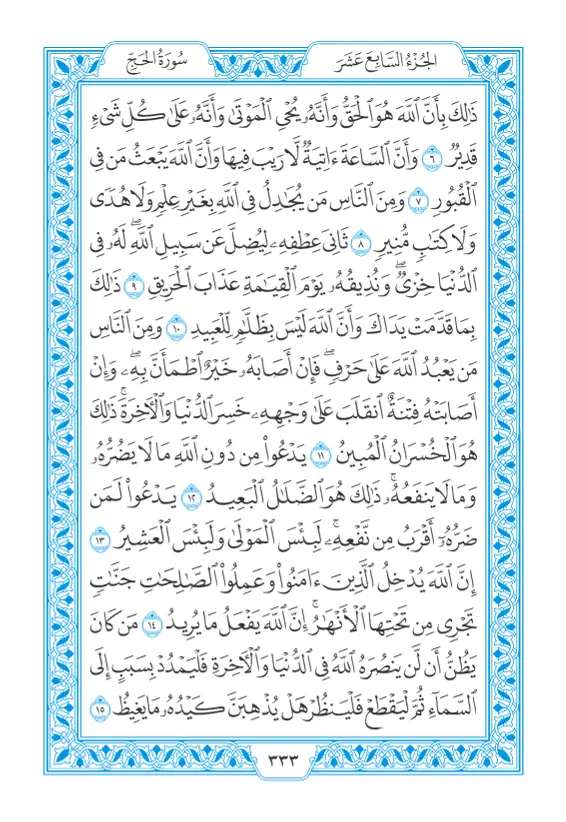 الجُزْءُ السَّابِعَ عَشَرَ
سُورَةُ الحَجِّ
ذَٰلِكَ بِأَنَّ ٱللَّهَ هُوَ ٱلْحَقُّ وَأَنَّهُۥ يُحْىِ ٱلْمَوْتَىٰ وَأَنَّهُۥ عَلَىٰ كُلِّ شَىْءٍ
قَدِيرٌ ٦ وَأَنَّ ٱلسَّاعَةَ ءَاتِيَةٌ لَّا رَيْبَ فِيهَا وَأَنَّ ٱللَّهَ يَبْعَثُ مَن فِى
ٱلْقُبُورِ ٧ وَمِنَ ٱلنَّاسِ مَن يُجَٰدِلُ فِى ٱللَّهِ بِغَيْرِ عِلْمٍ وَلَا هُدًى
وَلَا كِتَٰبٍ مُّنِيرٍ ٨ ثَانِىَ عِطْفِهِۦ لِيُضِلَّ عَن سَبِيلِ ٱللَّهِ ۖ لَهُۥ فِى
ٱلدُّنْيَا خِزْىٌ ۖ وَنُذِيقُهُۥ يَوْمَ ٱلْقِيَٰمَةِ عَذَابَ ٱلْحَرِيقِ ٩ ذَٰلِكَ
بِمَا قَدَّمَتْ يَدَاكَ وَأَنَّ ٱللَّهَ لَيْسَ بِظَلَّٰمٍ لِّلْعَبِيدِ ١٠ وَمِنَ ٱلنَّاسِ
مَن يَعْبُدُ ٱللَّهَ عَلَىٰ حَرْفٍ ۖ فَإِنْ أَصَابَهُۥ خَيْرٌ ٱطْمَأَنَّ بِهِۦ ۖ وَإِنْ
أَصَابَتْهُ فِتْنَةٌ ٱنقَلَبَ عَلَىٰ وَجْهِهِۦ خَسِرَ ٱلدُّنْيَا وَٱلْءَاخِرَةَ ۚ ذَٰلِكَ
هُوَ ٱلْخُسْرَانُ ٱلْمُبِينُ ١١ يَدْعُوا۟ مِن دُونِ ٱللَّهِ مَا لَا يَضُرُّهُۥ
وَمَا لَا يَنفَعُهُۥ ۚ ذَٰلِكَ هُوَ ٱلضَّلَٰلُ ٱلْبَعِيدُ ١٢ يَدْعُوا۟ لَمَن
ضَرُّهُۥٓ أَقْرَبُ مِن نَّفْعِهِۦ ۚ لَبِئْسَ ٱلْمَوْلَىٰ وَلَبِئْسَ ٱلْعَشِيرُ ١٣
إِنَّ ٱللَّهَ يُدْخِلُ ٱلَّذِينَ ءَامَنُوا۟ وَعَمِلُوا۟ ٱلصَّٰلِحَٰتِ جَنَّٰتٍ
تَجْرِى مِن تَحْتِهَا ٱلْأَنْهَٰرُ ۚ إِنَّ ٱللَّهَ يَفْعَلُ مَا يُرِيدُ ١٤ مَن كَانَ
يَظُنُّ أَن لَّن يَنصُرَهُ ٱللَّهُ فِى ٱلدُّنْيَا وَٱلْءَاخِرَةِ فَلْيَمْدُدْ بِسَبَبٍ إِلَى
ٱلسَّمَآءِ ثُمَّ لْيَقْطَعْ فَلْيَنظُرْ هَلْ يُذْهِبَنَّ كَيْدُهُۥ مَا يَغِيظُ ١٥
٣٣٣